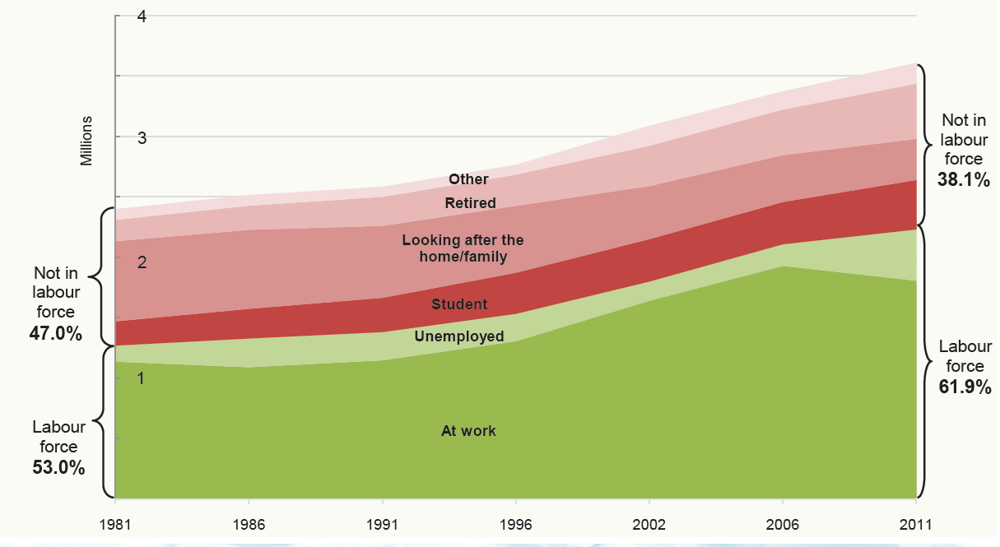 4
3
2
1
Millions
Other
Retired
Looking after the
home/family
Student
Unemployed
At work
Not in
labour
force
47.0%
Labour
force
53.0%
Not in
labour
force
38.1%
Labour
force
61.9%
1981 1986 1991 1996 2002 2006 2011